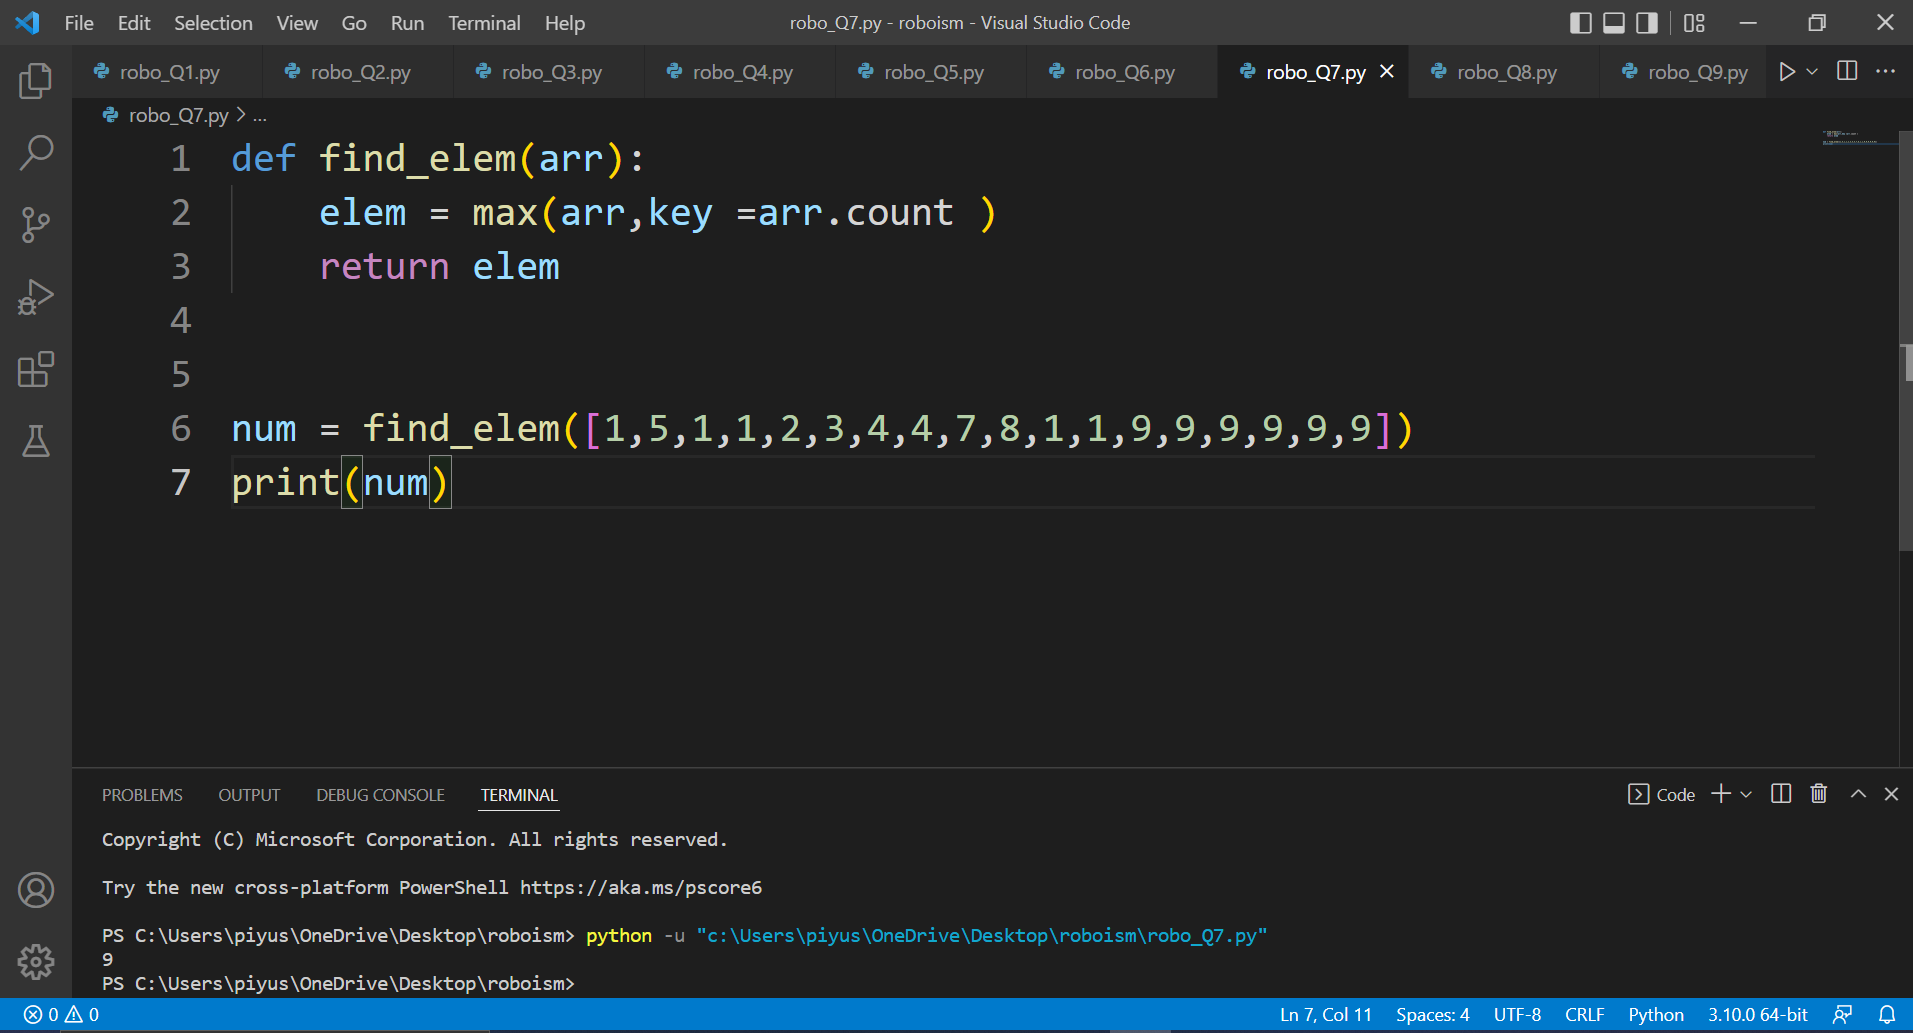 File Edit Selection View Go Run Terminal Help robo_Q7.py - roboism - Visual Studio Code
robo_Q1.py robo_Q2.py robo_Q3.py robo_Q4.py robo_Q5.py robo_Q6.py robo_Q7.py robo_Q8.py robo_Q9.py
robo_Q7.py > ...
1 def find_elem(arr):
2     elem = max(arr,key =arr.count )
3     return elem
4
5
6 num = find_elem([1,5,1,1,2,3,4,4,7,8,1,1,9,9,9,9,9,9])
7 print(num)
PROBLEMS OUTPUT DEBUG CONSOLE TERMINAL Code
Copyright (C) Microsoft Corporation. All rights reserved.
Try the new cross-platform PowerShell https://aka.ms/pscore6
PS C:\Users\piyus\OneDrive\Desktop\roboism> python -u "c:\Users\piyus\OneDrive\Desktop\roboism\robo_Q7.py"
9
PS C:\Users\piyus\OneDrive\Desktop\roboism>
0 0 Ln 7, Col 11 Spaces: 4 UTF-8 CRLF Python 3.10.0 64-bit